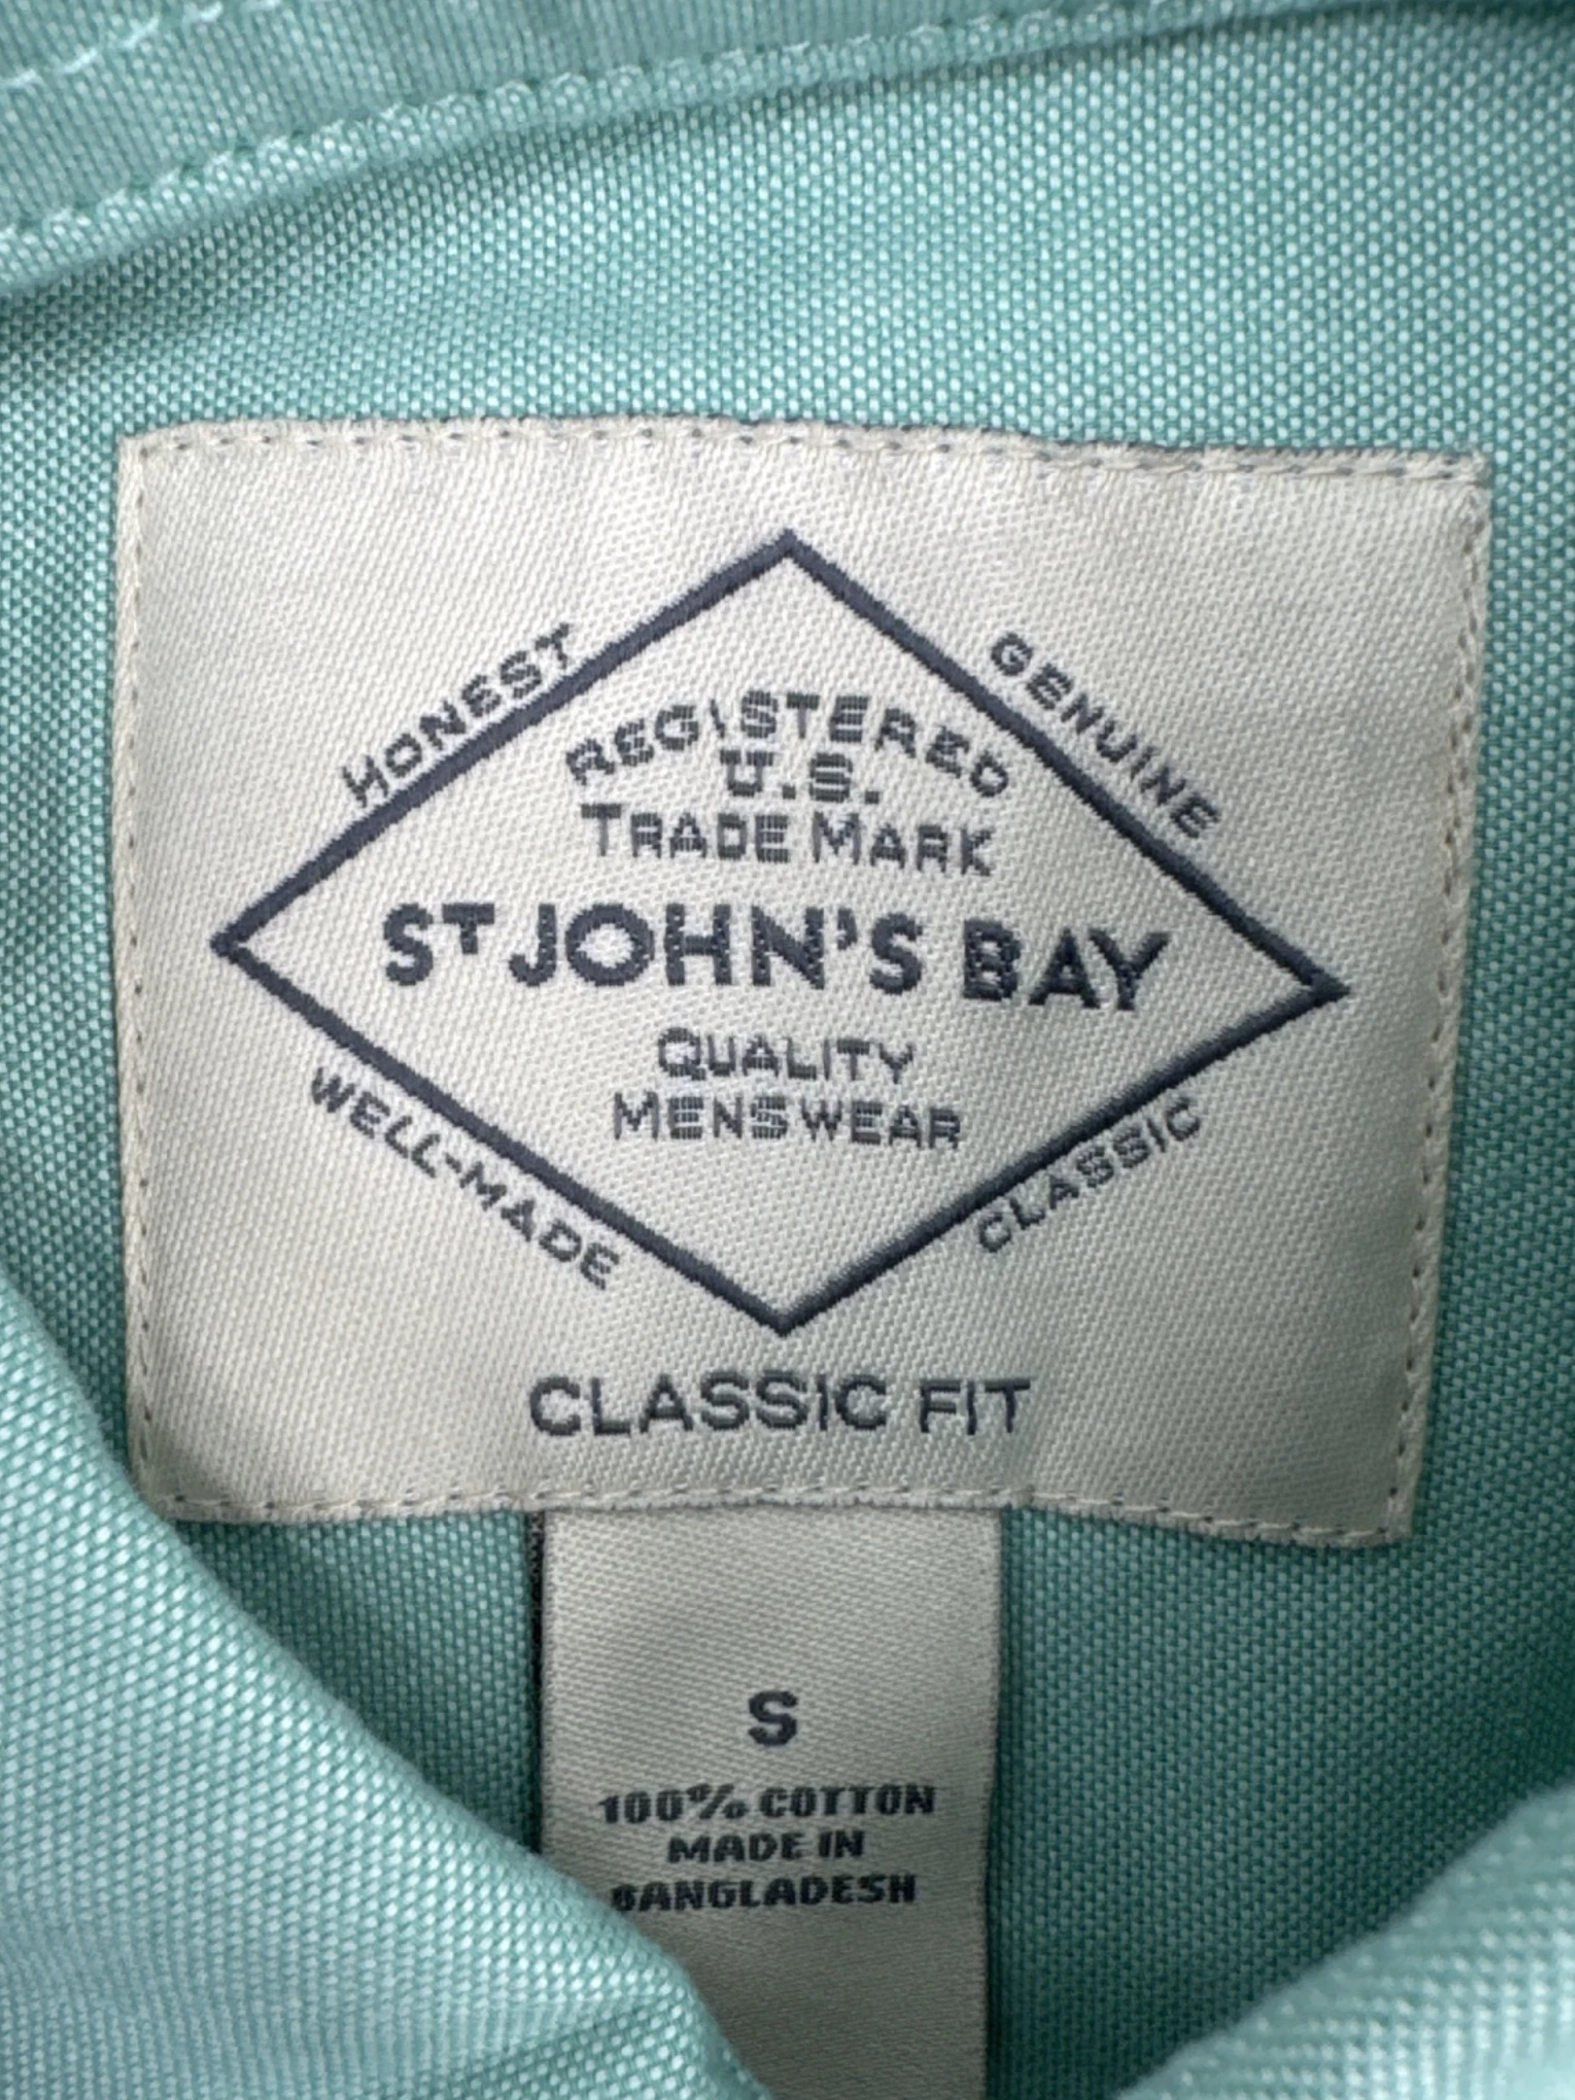 HONEST
GENUINE
REGISTERED
U.S.
TRADE MARK
ST JOHN'S BAY
QUALITY
MENSWEAR
WELL-MADE
CLASSIC
CLASSIC FIT
S
100% COTTON
MADE IN
BANGLADESH